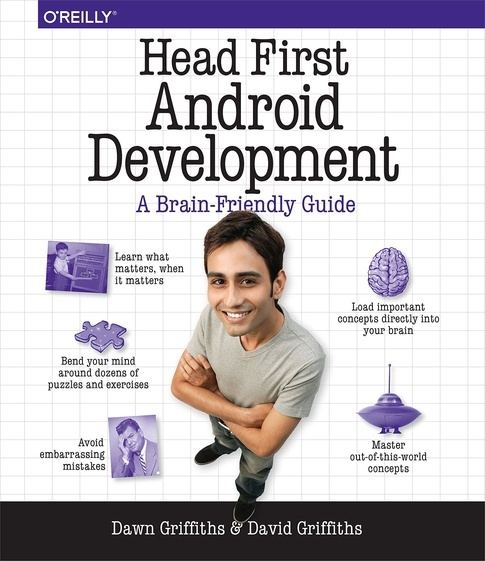 O'REILLY®
Head First
Android
Development
A Brain-Friendly Guide
Learn what
matters, when
it matters
Load important
concepts directly into
your brain
Bend your mind
around dozens of
puzzles and exercises
Avoid
embarrassing
mistakes
Master
out-of-this-world
concepts
Dawn Griffiths & David Griffiths